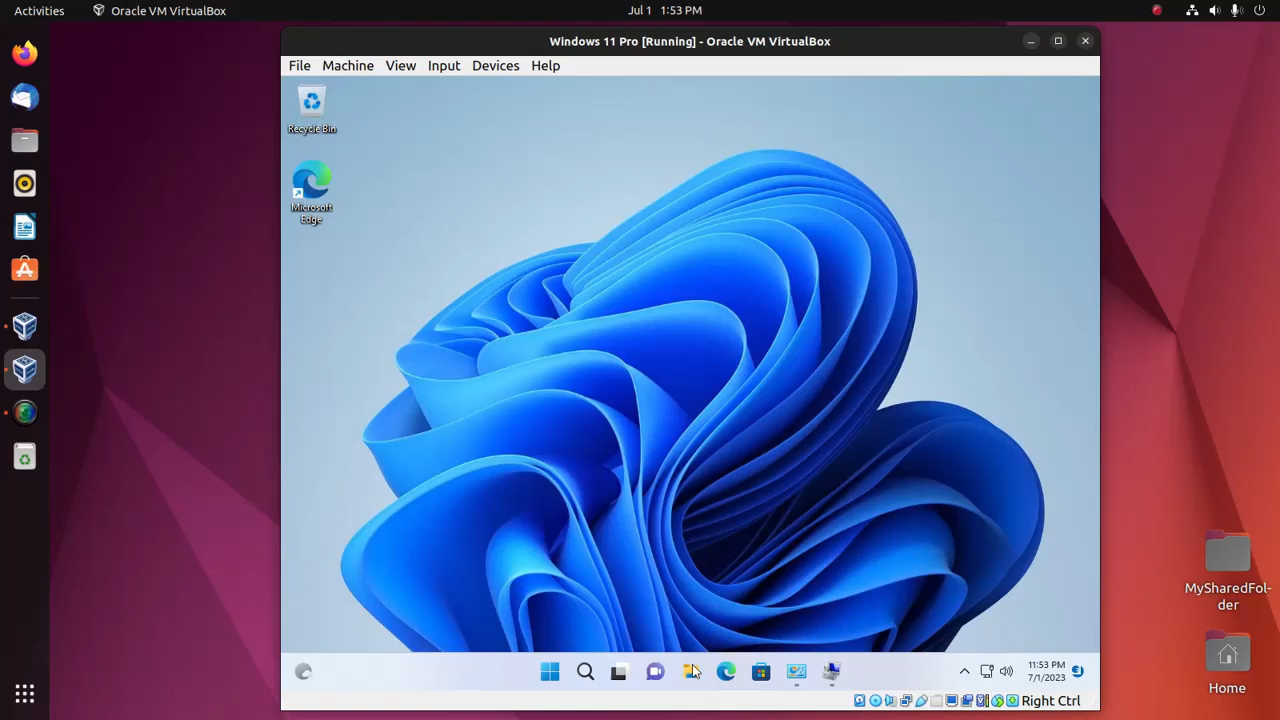 Activities
Oracle VM VirtualBox
Jul 1 1:53 PM
Windows 11 Pro [Running] - Oracle VM VirtualBox
File Machine View Input Devices Help
Recycle Bin
Microsoft
Edge
MySharedFol-
der
Home
11:53 PM
7/1/2023
3
Right Ctrl